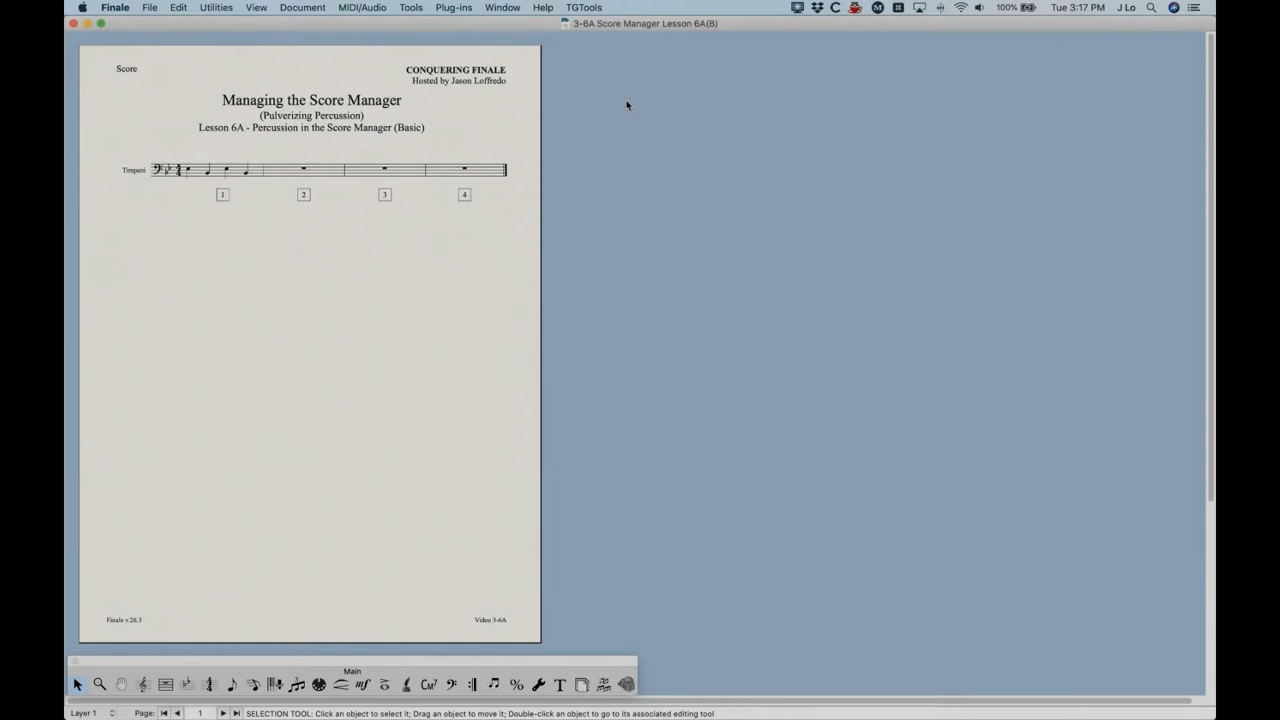 Finale File Edit Utilities View Document MIDI/Audio Tools Plug-ins Window Help TGTools 100% Tue 3:17 PM J Lo
3-6A Score Manager Lesson 6A(B)
Score
CONQUERING FINALE
Hosted by Jason Loffredo
Managing the Score Manager
(Pulverizing Percussion)
Lesson 6A - Percussion in the Score Manager (Basic)
Timpani
1 2 3 4
Finale v.26.3
Video 3-6A
Main
CM7
Layer 1 Page: 1 SELECTION TOOL: Click an object to select it; Drag an object to move it; Double-click an object to go to its associated editing tool